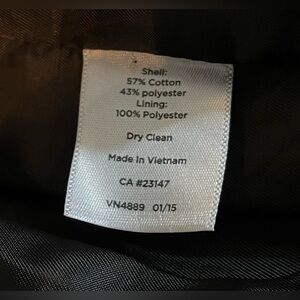 Shell:
57% Cotton
43% polyester
Lining:
100% Polyester
Dry Clean
Made in Vietnam
CA #23147
VN4889 01/15